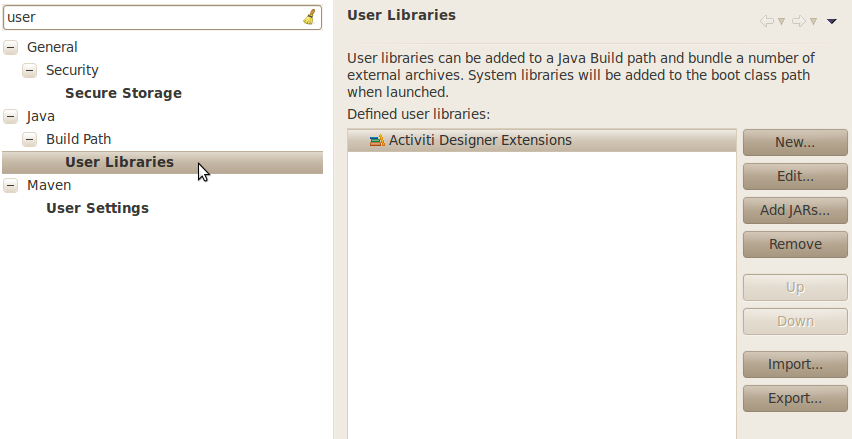 user
General
Security
Secure Storage
Java
Build Path
User Libraries
Maven
User Settings
User Libraries
User libraries can be added to a Java Build path and bundle a number of
external archives. System libraries will be added to the boot class path
when launched.
Defined user libraries:
Activiti Designer Extensions
New...
Edit...
Add JARs...
Remove
Up
Down
Import...
Export...